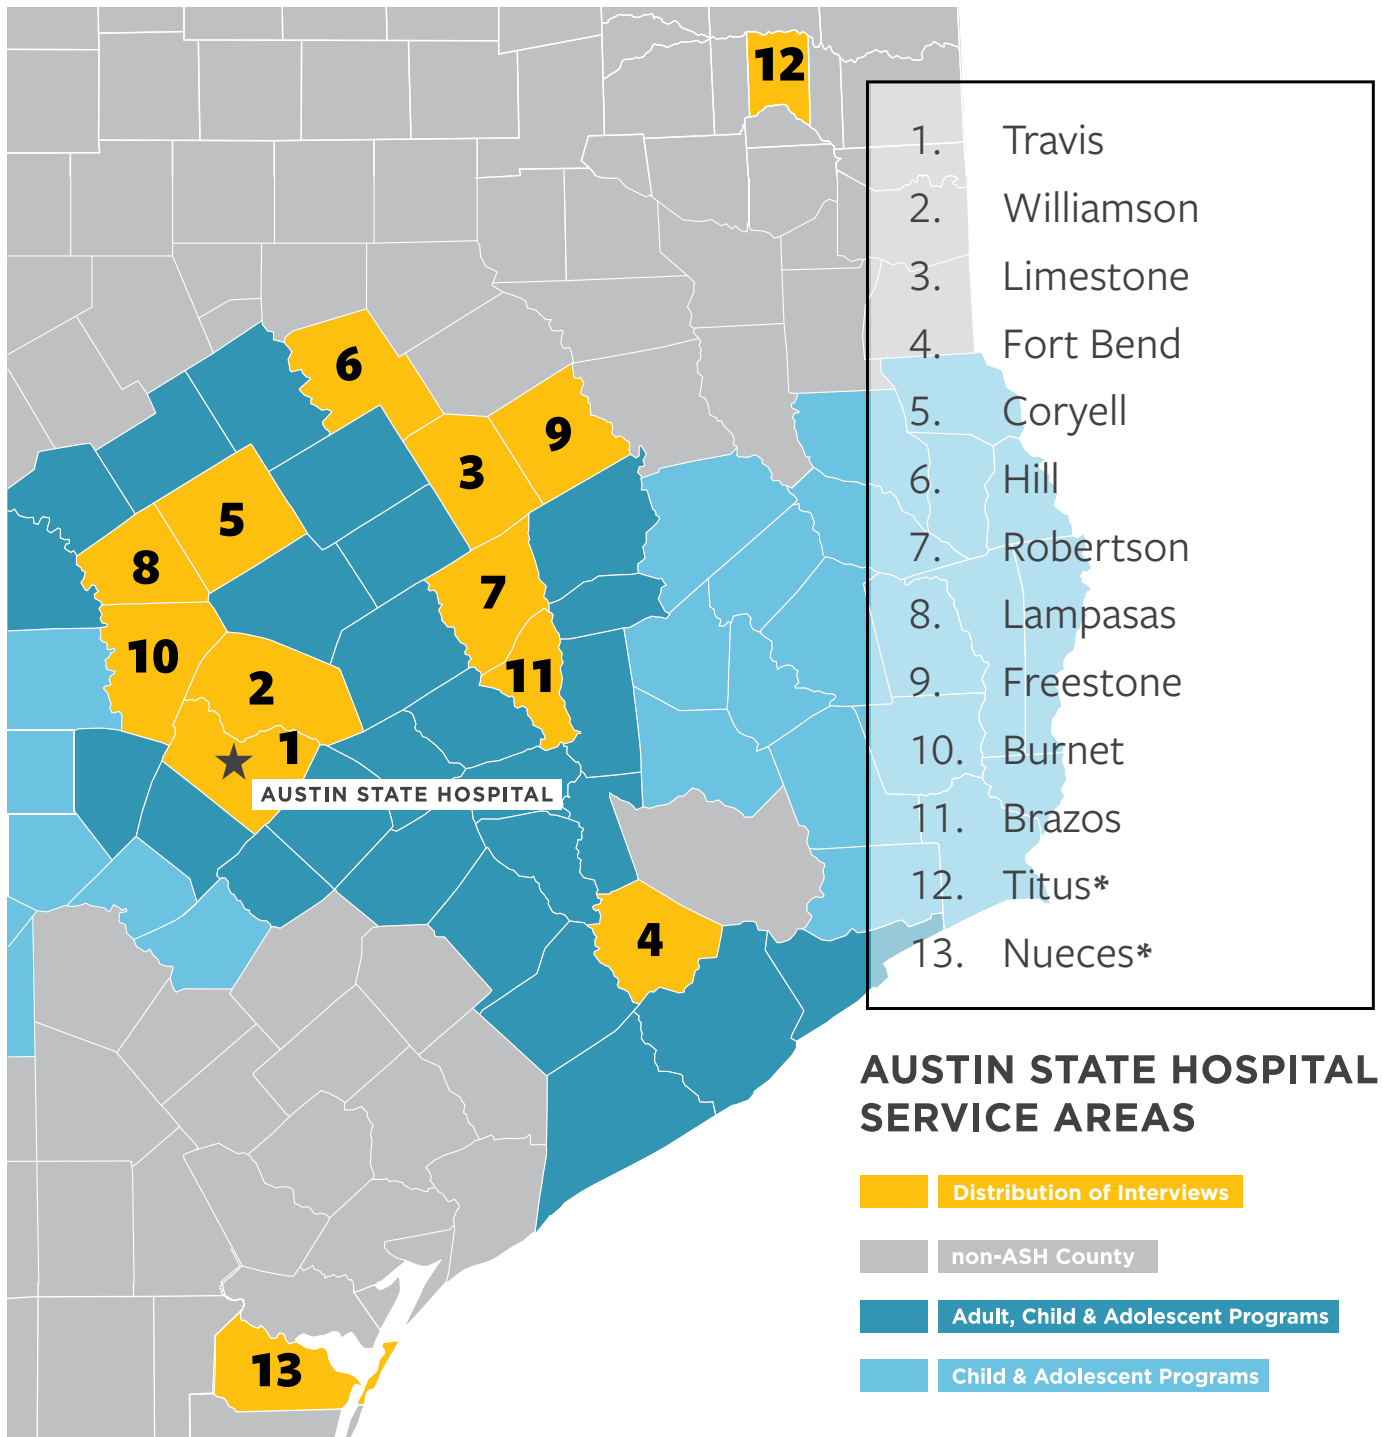 12
6
9
3
5
8
7
10
11
2
1
AUSTIN STATE HOSPITAL
4
13
1. Travis
2. Williamson
3. Limestone
4. Fort Bend
5. Coryell
6. Hill
7. Robertson
8. Lampasas
9. Freestone
10. Burnet
11. Brazos
12. Titus*
13. Nueces*
AUSTIN STATE HOSPITAL
SERVICE AREAS
Distribution of Interviews
non-ASH County
Adult, Child & Adolescent Programs
Child & Adolescent Programs